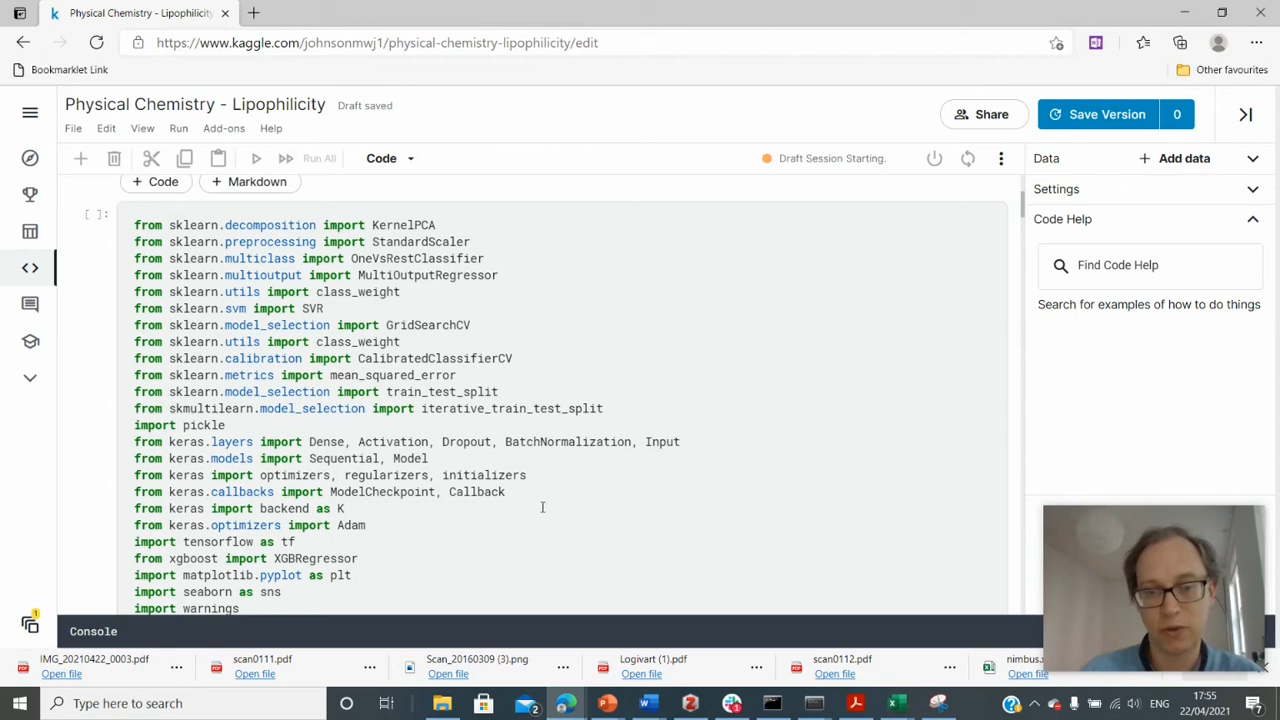 Physical Chemistry - Lipophilicity
https://www.kaggle.com/johnsonmwj1/physical-chemistry-lipophilicity/edit
Bookmarklet Link
Other favourites
Physical Chemistry - Lipophilicity Draft saved
Share
Save Version 0
File Edit View Run Add-ons Help
Run All Code
Draft Session Starting.
Data
Add data
+ Code + Markdown
Settings
Code Help
Find Code Help
Search for examples of how to do things
[ ]:
from sklearn.decomposition import KernelPCA
from sklearn.preprocessing import StandardScaler
from sklearn.multiclass import OneVsRestClassifier
from sklearn.multioutput import MultiOutputRegressor
from sklearn.utils import class_weight
from sklearn.svm import SVR
from sklearn.model_selection import GridSearchCV
from sklearn.utils import class_weight
from sklearn.calibration import CalibratedClassifierCV
from sklearn.metrics import mean_squared_error
from sklearn.model_selection import train_test_split
from skmultilearn.model_selection import iterative_train_test_split
import pickle
from keras.layers import Dense, Activation, Dropout, BatchNormalization, Input
from keras.models import Sequential, Model
from keras import optimizers, regularizers, initializers
from keras.callbacks import ModelCheckpoint, Callback
from keras import backend as K
from keras.optimizers import Adam
import tensorflow as tf
from xgboost import XGBRegressor
import matplotlib.pyplot as plt
import seaborn as sns
import warnings
1
Console
IMG_20210422_0003.pdf
Open file
scan0111.pdf
Open file
Scan_20160309 (3).png
Open file
Logivart (1).pdf
Open file
scan0112.pdf
Open file
nimbus.
Open file
Type here to search
2
ENG
17:55
22/04/2021
7